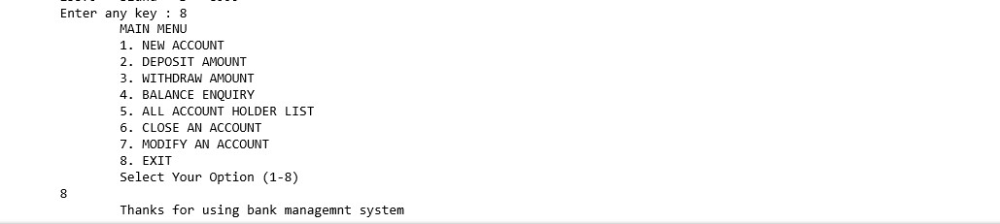 Enter any key : 8
MAIN MENU
1. NEW ACCOUNT
2. DEPOSIT AMOUNT
3. WITHDRAW AMOUNT
4. BALANCE ENQUIRY
5. ALL ACCOUNT HOLDER LIST
6. CLOSE AN ACCOUNT
7. MODIFY AN ACCOUNT
8. EXIT
Select Your Option (1-8)
8
Thanks for using bank managemnt system